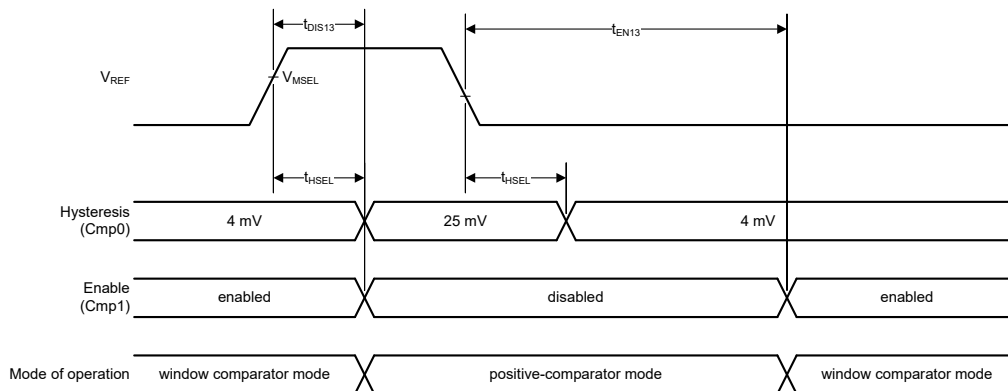 tDIS13
tEN13
VREF
VMSEL
tHSEL
tHSEL
Hysteresis
(Cmp0)
4 mV
25 mV
4 mV
Enable
(Cmp1)
enabled
disabled
enabled
Mode of operation
window comparator mode
positive-comparator mode
window comparator mode